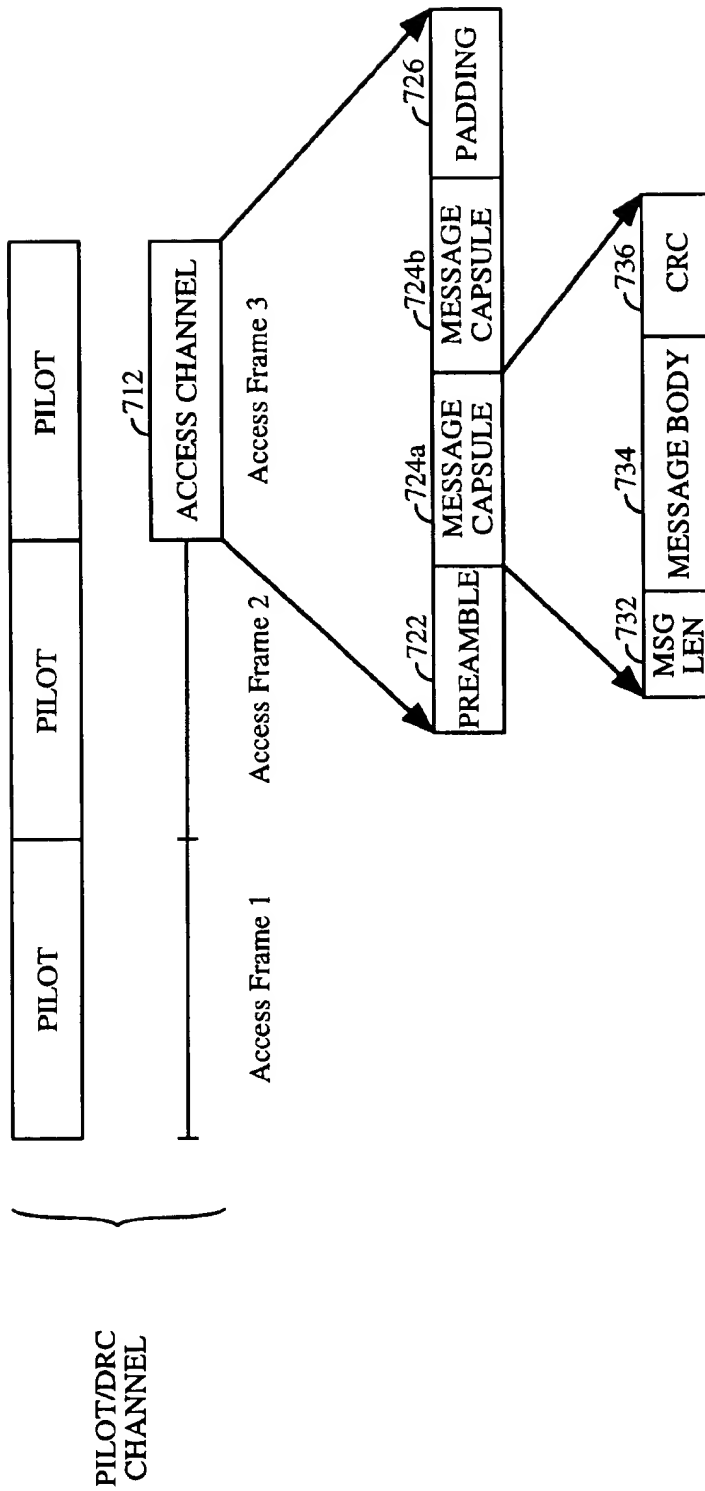 PILOT/DRC
CHANNEL
PILOT
PILOT
PILOT
712
ACCESS CHANNEL
Access Frame 1
Access Frame 2
Access Frame 3
722
724a
724b
726
PREAMBLE
MESSAGE
CAPSULE
MESSAGE
CAPSULE
PADDING
732
734
736
MSG
LEN
MESSAGE BODY
CRC